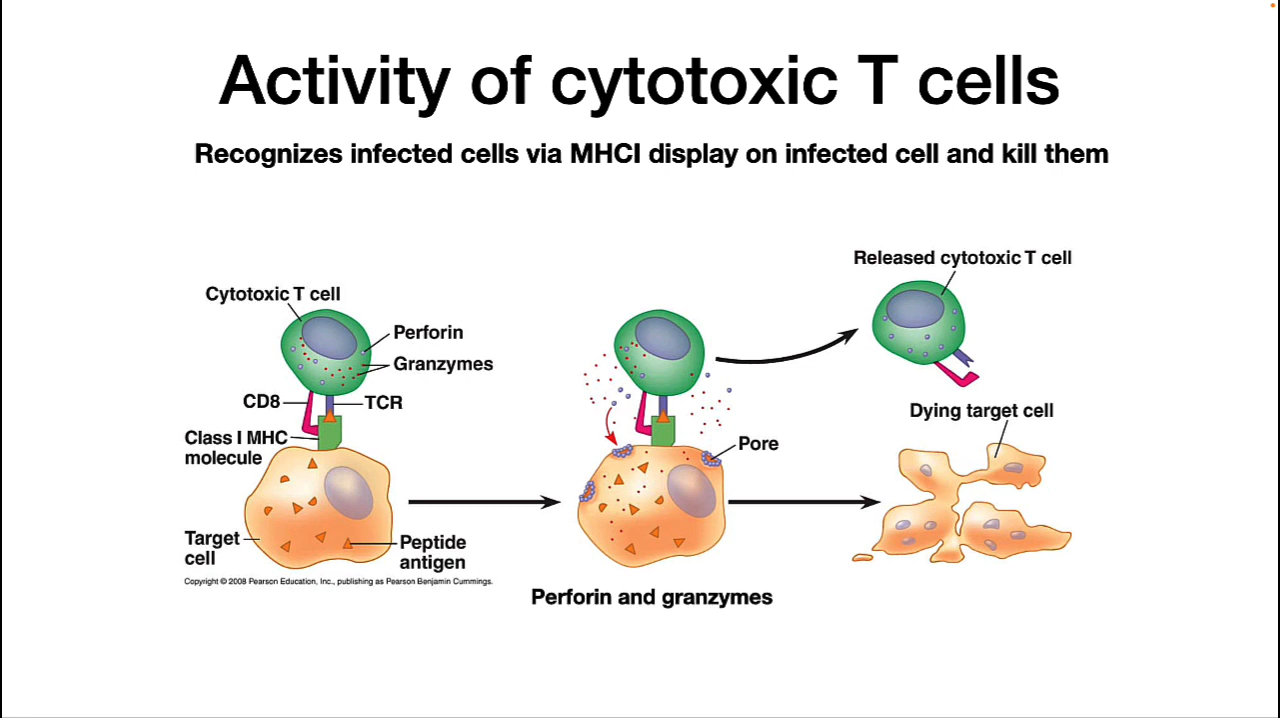 Activity of cytotoxic T cells
Recognizes infected cells via MHCI display on infected cell and kill them
Cytotoxic T cell
Perforin
Granzymes
CD8
TCR
Class I MHC
molecule
Target
cell
Peptide
antigen
Copyright © 2008 Pearson Education, Inc., publishing as Pearson Benjamin Cummings.
Pore
Perforin and granzymes
Released cytotoxic T cell
Dying target cell